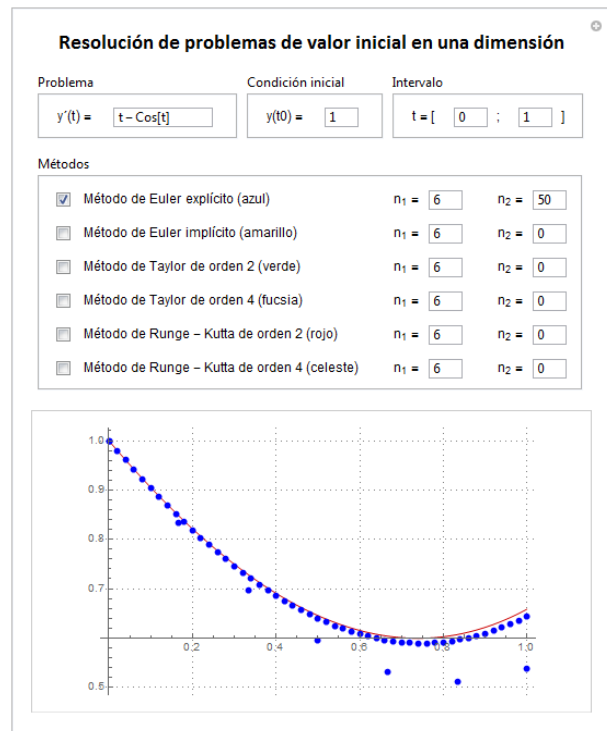 Resolución de problemas de valor inicial en una dimensión
Problema
Condición inicial
Intervalo
y´(t) = t – Cos[t]
y(t0) = 1
t = [ 0 ; 1 ]
Métodos
Método de Euler explícito (azul) n₁ = 6 n₂ = 50
Método de Euler implícito (amarillo) n₁ = 6 n₂ = 0
Método de Taylor de orden 2 (verde) n₁ = 6 n₂ = 0
Método de Taylor de orden 4 (fucsia) n₁ = 6 n₂ = 0
Método de Runge – Kutta de orden 2 (rojo) n₁ = 6 n₂ = 0
Método de Runge – Kutta de orden 4 (celeste) n₁ = 6 n₂ = 0
1.0
0.9
0.8
0.7
0.2 0.4 0.6 0.8 1.0
0.5